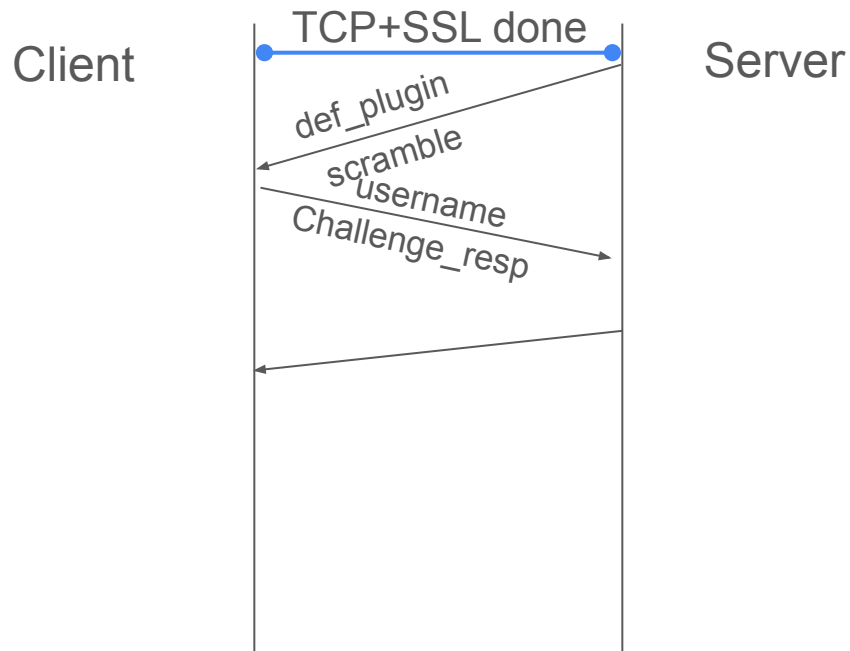 TCP+SSL done
Client
Server
def_plugin
scramble
username
Challenge_resp